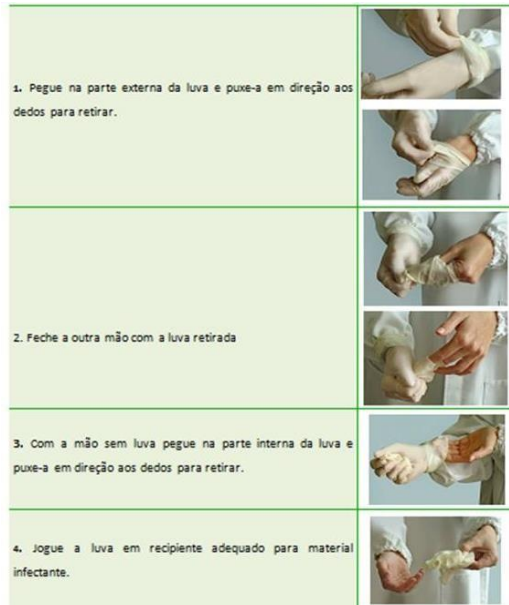 1. Pegue na parte externa da luva e puxe-a em direção aos
dedos para retirar.
2. Feche a outra mão com a luva retirada
3. Com a mão sem luva pegue na parte interna da luva e
puxe-a em direção aos dedos para retirar.
4. Jogue a luva em recipiente adequado para material
infectante.